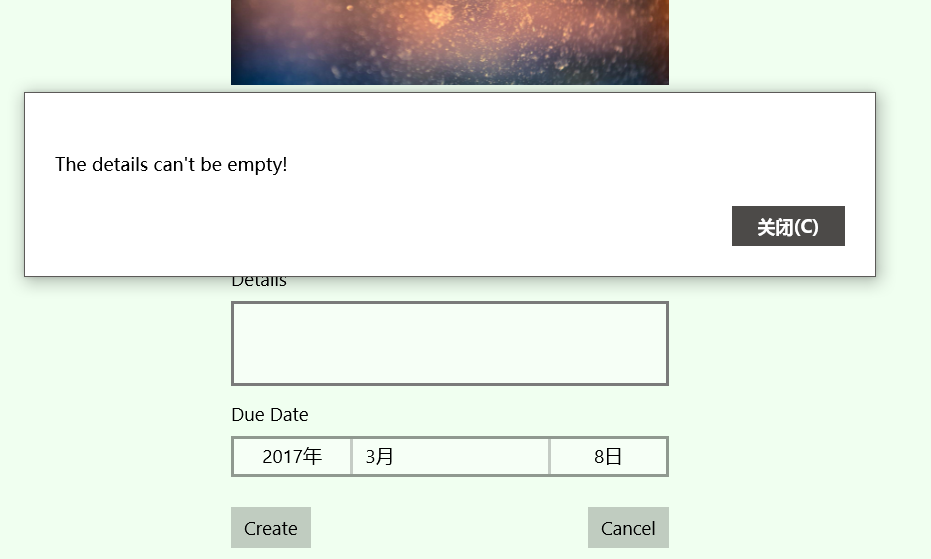 The details can't be empty!
关闭(C)
Details
Due Date
2017年 3月 8日
Create Cancel